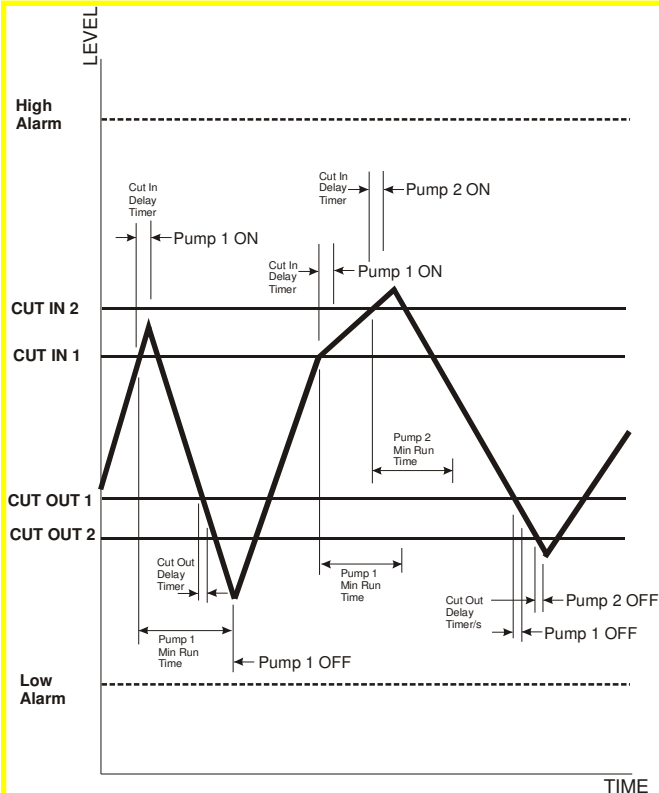 LEVEL
High
Alarm
Cut In
Delay
Timer
Pump 1 ON
Cut In
Delay
Timer
Pump 2 ON
Cut In
Delay
Timer
Pump 1 ON
CUT IN 2
CUT IN 1
Pump 2
Min Run
Time
CUT OUT 1
CUT OUT 2
Cut Out
Delay
Timer
Pump 1
Min Run
Time
Pump 1
Min Run
Time
Cut Out
Delay
Timer/s
Pump 2 OFF
Pump 1 OFF
Pump 1 OFF
Low
Alarm
TIME